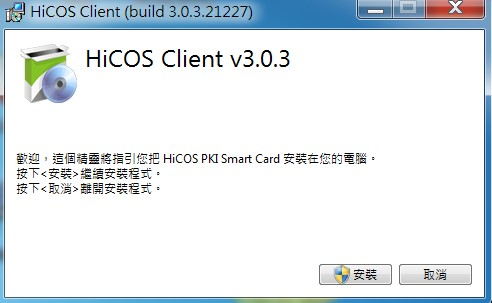 HiCOS Client (build 3.0.3.21227)
HiCOS Client v3.0.3
歡迎，這個精靈將指引您把 HiCOS PKI Smart Card 安裝在您的電腦。
按下<安裝>繼續安裝程式。
按下<取消>離開安裝程式。
安裝
取消